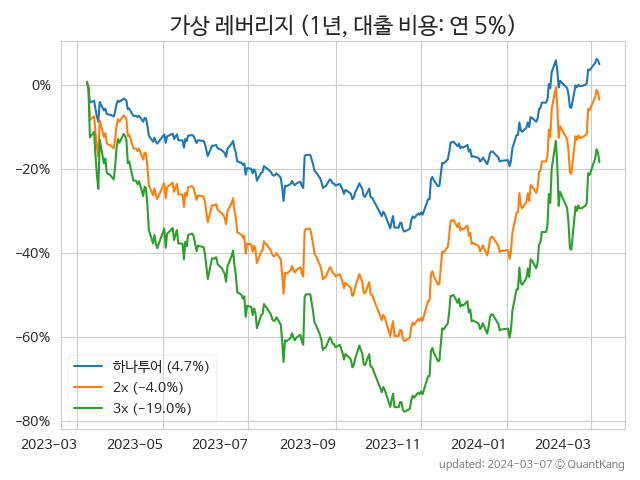 가상 레버리지 (1년, 대출 비용: 연 5%)
0%
−20%
−40%
−60%
−80%
하나투어 (4.7%)
2x (−4.0%)
3x (−19.0%)
2023−03 2023−05 2023−07 2023−09 2023−11 2024−01 2024−03
updated: 2024−03−07 © QuantKang